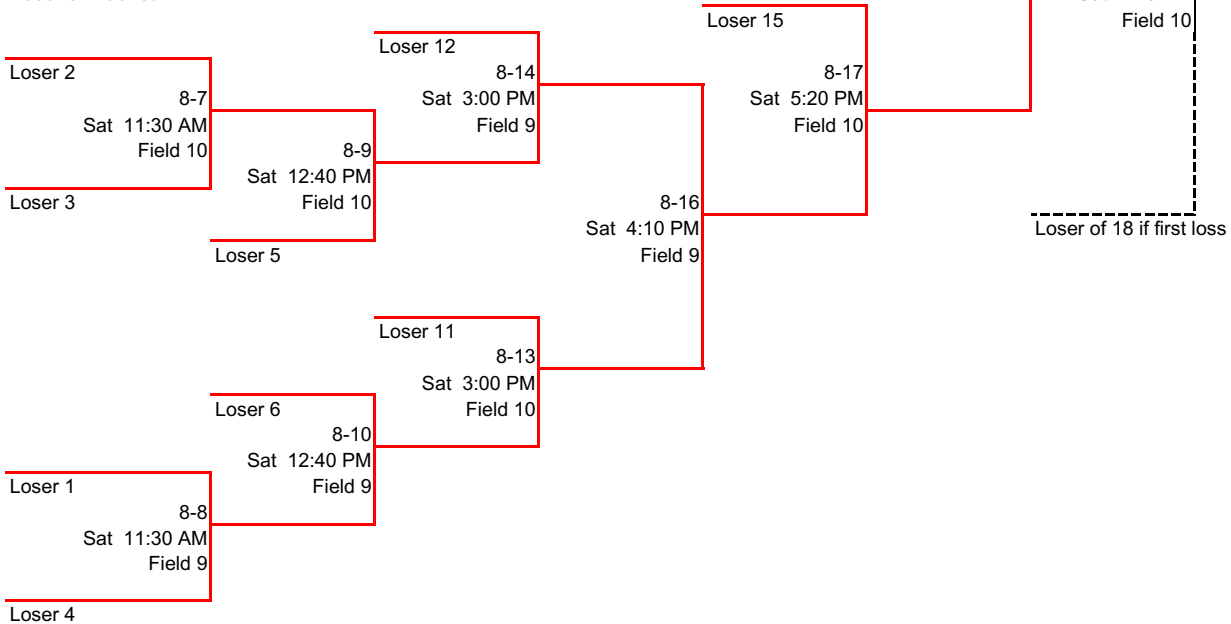 Loser 15
Field 10
Loser 12
Loser 2
8-14
Sat 3:00 PM
Field 9
8-17
Sat 5:20 PM
Field 10
8-7
Sat 11:30 AM
Field 10
8-9
Sat 12:40 PM
Field 10
Loser 3
8-16
Sat 4:10 PM
Field 9
Loser of 18 if first loss
Loser 5
Loser 11
8-13
Sat 3:00 PM
Field 10
Loser 6
8-10
Sat 12:40 PM
Field 9
Loser 1
8-8
Sat 11:30 AM
Field 9
Loser 4